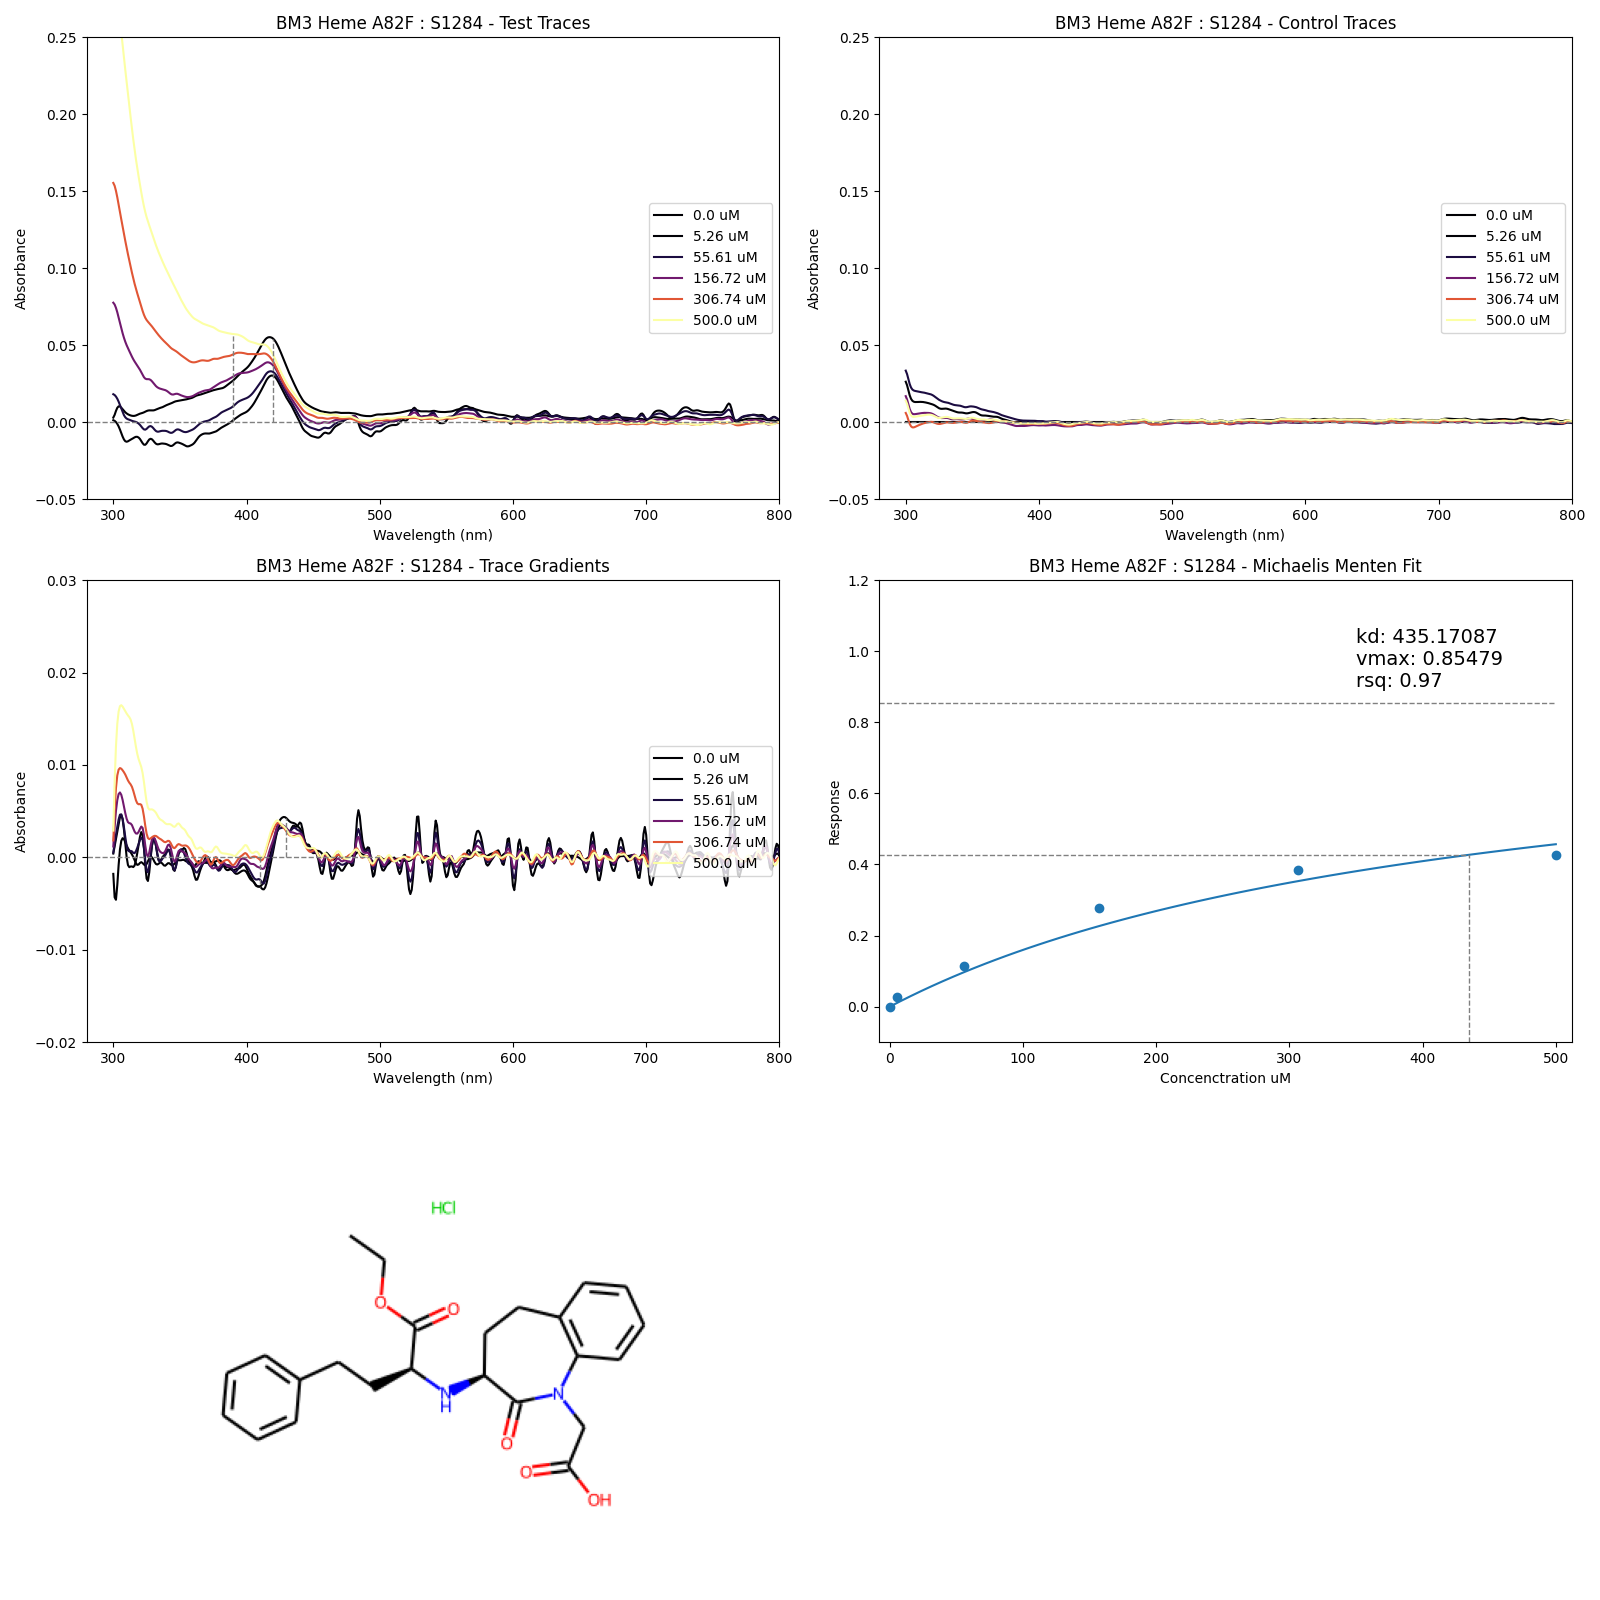 BM3 Heme A82F : S1284 - Test Traces
0.25
0.20
0.15
0.10
0.05
0.00
−0.05
Absorbance
300
400
500
600
700
800
Wavelength (nm)
0.0 uM
5.26 uM
55.61 uM
156.72 uM
306.74 uM
500.0 uM
BM3 Heme A82F : S1284 - Control Traces
0.25
0.20
0.15
0.10
0.05
0.00
−0.05
Absorbance
300
400
500
600
700
800
Wavelength (nm)
0.0 uM
5.26 uM
55.61 uM
156.72 uM
306.74 uM
500.0 uM
BM3 Heme A82F : S1284 - Trace Gradients
0.03
0.02
0.01
0.00
−0.01
−0.02
Absorbance
300
400
500
600
700
800
Wavelength (nm)
0.0 uM
5.26 uM
55.61 uM
156.72 uM
306.74 uM
500.0 uM
BM3 Heme A82F : S1284 - Michaelis Menten Fit
1.2
1.0
0.8
0.6
0.4
0.2
0.0
Response
kd: 435.17087
vmax: 0.85479
rsq: 0.97
0
100
200
300
400
500
Concenctration uM
HCl
O
O
N
H
N
O
O
OH